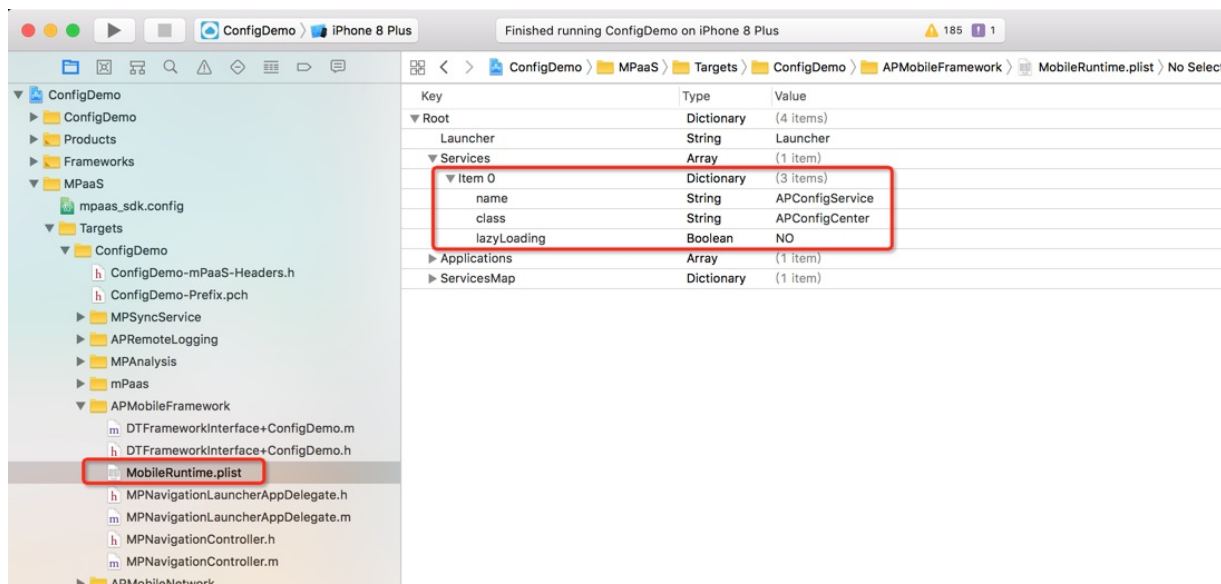 ConfigDemo 〉 iPhone 8 Plus
Finished running ConfigDemo on iPhone 8 Plus
185
1
ConfigDemo 〉 MPaaS 〉 Targets 〉 ConfigDemo 〉 APMobileFramework 〉 MobileRuntime.plist 〉 No Selec
ConfigDemo
ConfigDemo
Products
Frameworks
MPaaS
mpaas_sdk.config
Targets
ConfigDemo
h ConfigDemo-mPaaS-Headers.h
h ConfigDemo-Prefix.pch
MPSyncService
APRemoteLogging
MPAnalysis
mPaas
APMobileFramework
m DTFrameworkInterface+ConfigDemo.m
h DTFrameworkInterface+ConfigDemo.h
MobileRuntime.plist
h MPNavigationLauncherAppDelegate.h
m MPNavigationLauncherAppDelegate.m
h MPNavigationController.h
m MPNavigationController.m
APMobileNetwork
Key Type Value
Root Dictionary (4 items)
Launcher String Launcher
Services Array (1 item)
Item 0 Dictionary (3 items)
name String APConfigService
class String APConfigCenter
lazyLoading Boolean NO
Applications Array (1 item)
ServicesMap Dictionary (1 item)